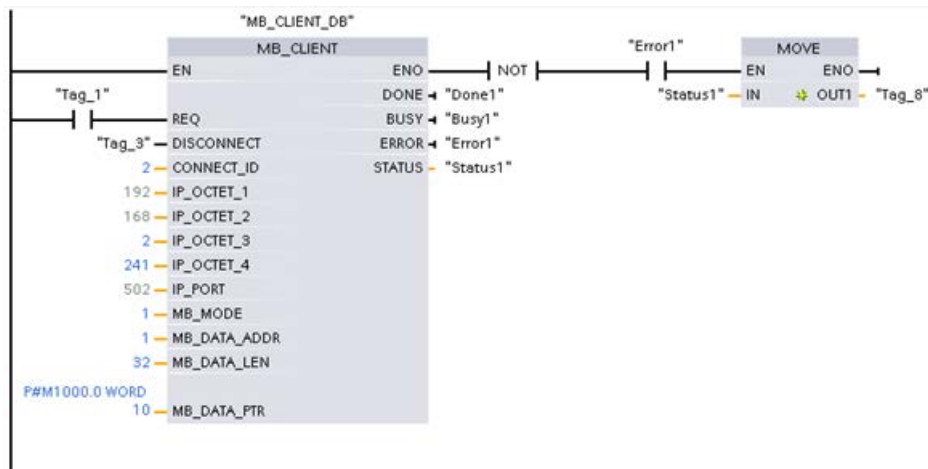 "MB_CLIENT_DB"
MB_CLIENT
"Error1"
MOVE
EN ENO NOT EN ENO
"Tag_1" DONE "Done1" "Status1" IN OUT1 "Tag_8"
REQ BUSY "Busy1"
"Tag_3" DISCONNECT ERROR "Error1"
2 CONNECT_ID STATUS "Status1"
192 IP_OCTET_1
168 IP_OCTET_2
2 IP_OCTET_3
241 IP_OCTET_4
502 IP_PORT
1 MB_MODE
1 MB_DATA_ADDR
32 MB_DATA_LEN
P#M1000.0 WORD
10 MB_DATA_PTR